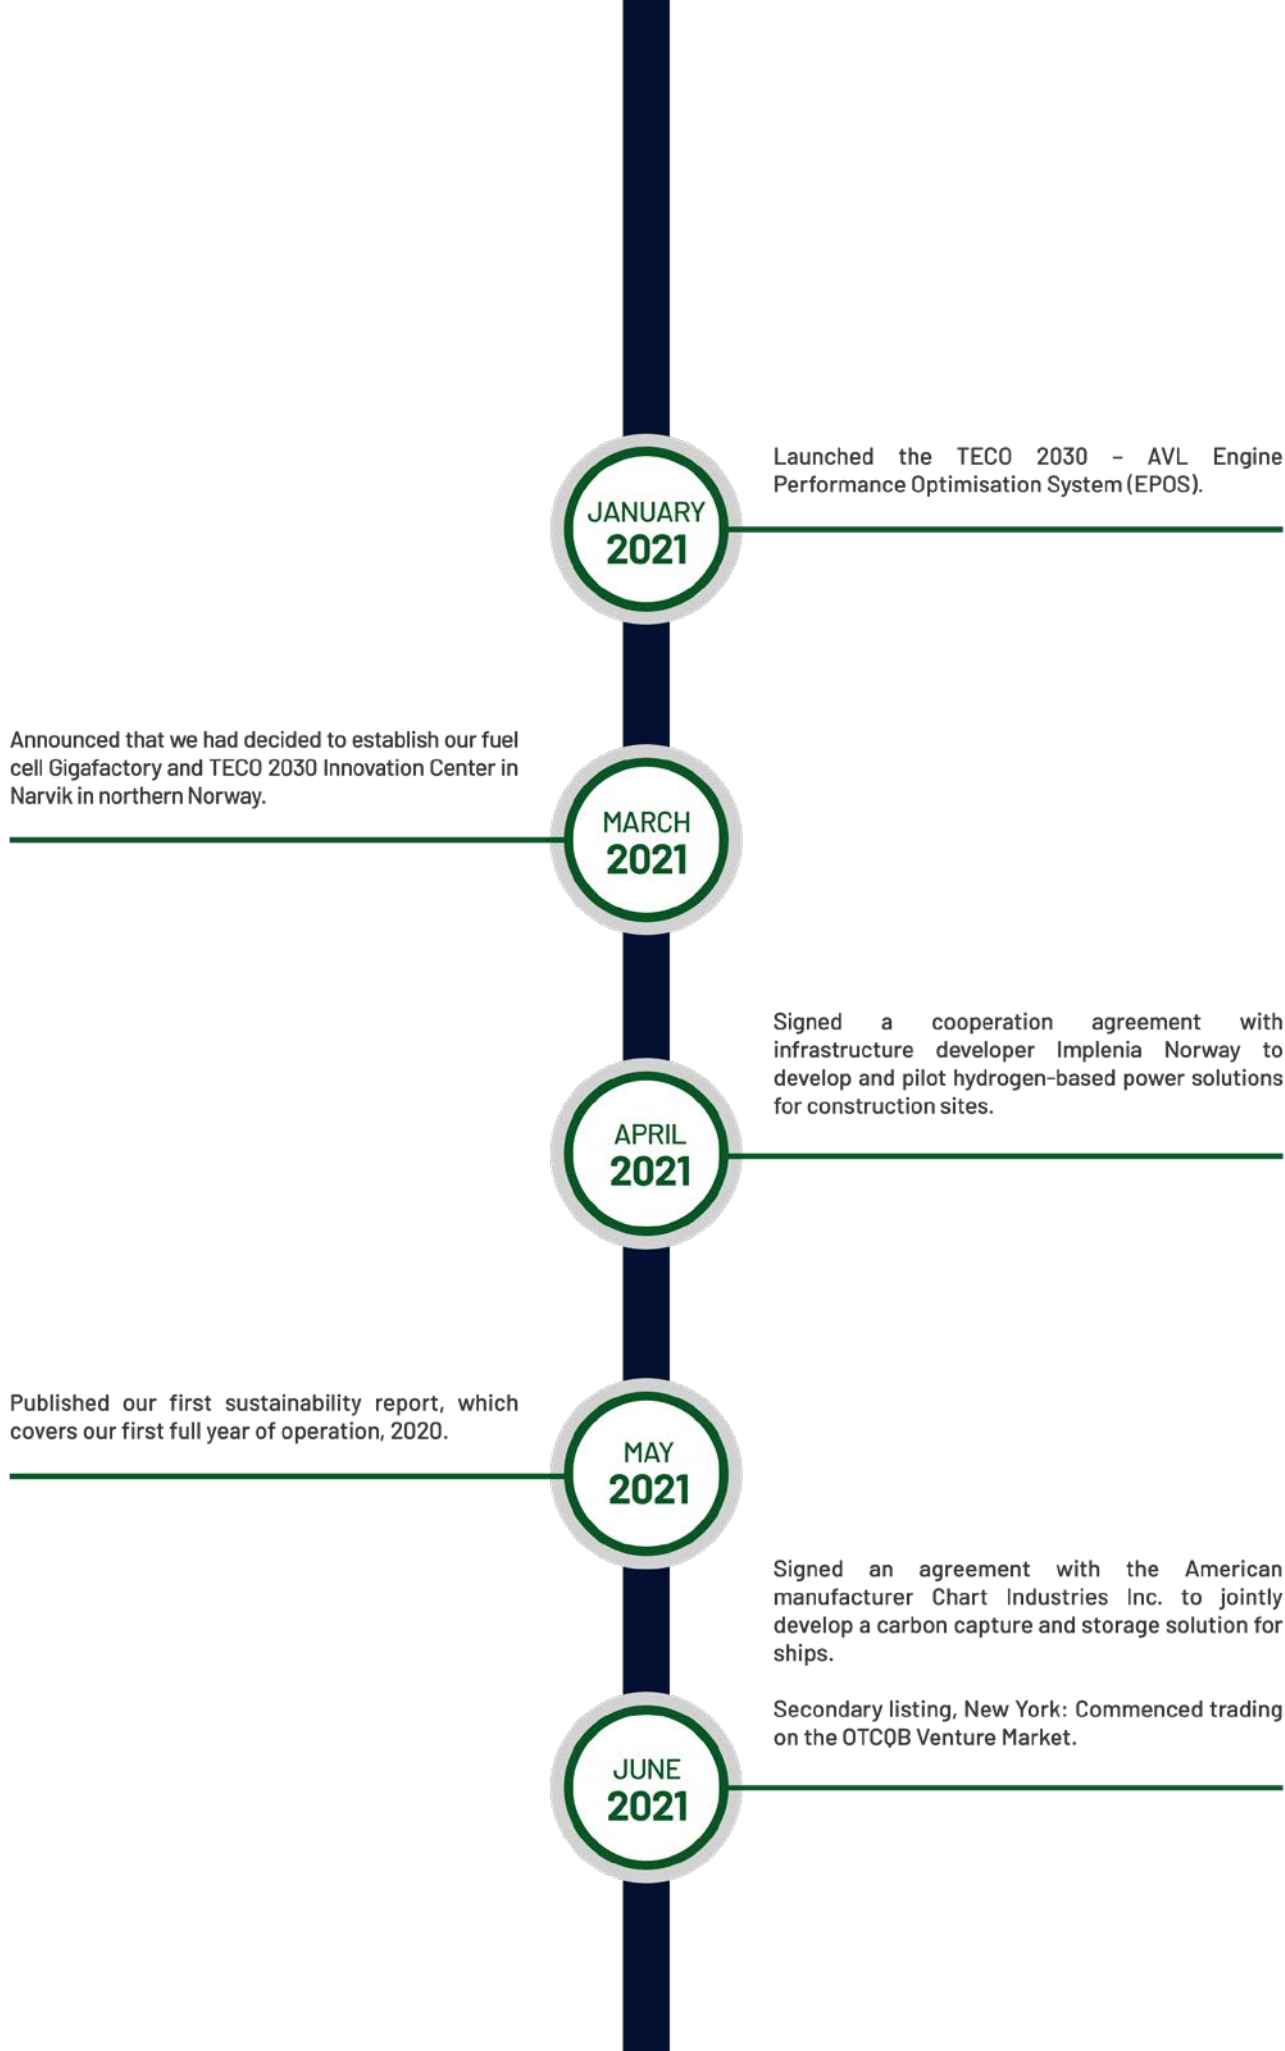 Launched the TECO 2030 – AVL Engine
Performance Optimisation System (EPOS).
JANUARY
2021
Announced that we had decided to establish our fuel
cell Gigafactory and TECO 2030 Innovation Center in
Narvik in northern Norway.
MARCH
2021
Signed a cooperation agreement with
infrastructure developer Implenia Norway to
develop and pilot hydrogen-based power solutions
for construction sites.
APRIL
2021
Published our first sustainability report, which
covers our first full year of operation, 2020.
MAY
2021
Signed an agreement with the American
manufacturer Chart Industries Inc. to jointly
develop a carbon capture and storage solution for
ships.
Secondary listing, New York: Commenced trading
on the OTCQB Venture Market.
JUNE
2021